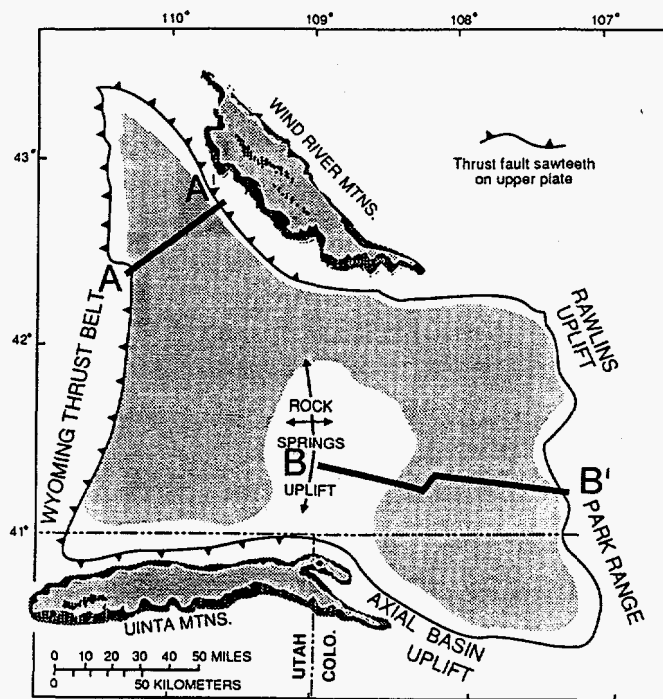 110° 109° 108° 107°
43°
42°
41°
WIND RIVER MTNS.
Thrust fault sawteeth
on upper plate
A'
A
WYOMING THRUST BELT
RAWLINS
UPLIFT
ROCK
SPRINGS
UPLIFT
B
B'
PARK RANGE
AXIAL BASIN
UPLIFT
UINTA MTNS.
UTAH
COLO.
0 10 20 30 40 50 MILES
0 50 KILOMETERS